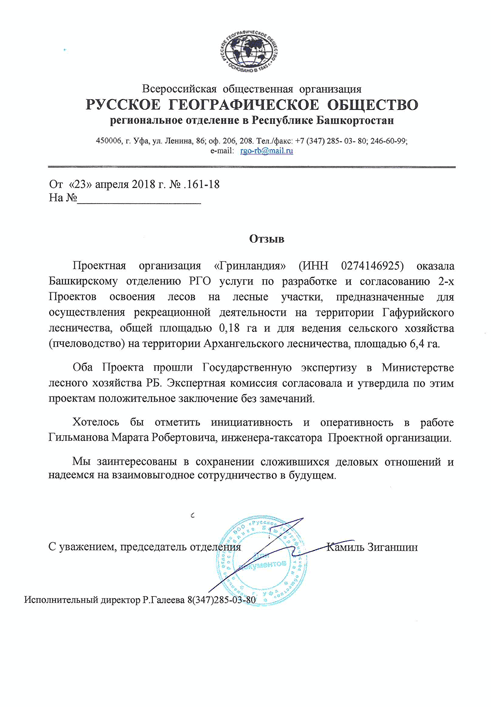 РУССКОЕ ГЕОГРАФИЧЕСКОЕ ОБЩЕСТВО
ОСНОВАНО В 1845 г.
Всероссийская общественная организация
РУССКОЕ ГЕОГРАФИЧЕСКОЕ ОБЩЕСТВО
региональное отделение в Республике Башкортостан
450006, г. Уфа, ул. Ленина, 86; оф. 206, 208. Тел./факс: +7 (347) 285- 03- 80; 246-60-99;
e-mail: rgo-rb@mail.ru
От «23» апреля 2018 г. № .161-18
На №
Отзыв
Проектная организация «Гринландия» (ИНН 0274146925) оказала
Башкирскому отделению РГО услуги по разработке и согласованию 2-х
Проектов освоения лесов на лесные участки, предназначенные для
осуществления рекреационной деятельности на территории Гафурийского
лесничества, общей площадью 0,18 га и для ведения сельского хозяйства
(пчеловодство) на территории Архангельского лесничества, площадью 6,4 га.
Оба Проекта прошли Государственную экспертизу в Министерстве
лесного хозяйства РБ. Экспертная комиссия согласовала и утвердила по этим
проектам положительное заключение без замечаний.
Хотелось бы отметить инициативность и оперативность в работе
Гильманова Марата Робертовича, инженера-таксатора Проектной организации.
Мы заинтересованы в сохранении сложившихся деловых отношений и
надеемся на взаимовыгодное сотрудничество в будущем.
С уважением, председатель отделения Камиль Зиганшин
документов
Исполнительный директор Р.Галеева 8(347)285-03-80